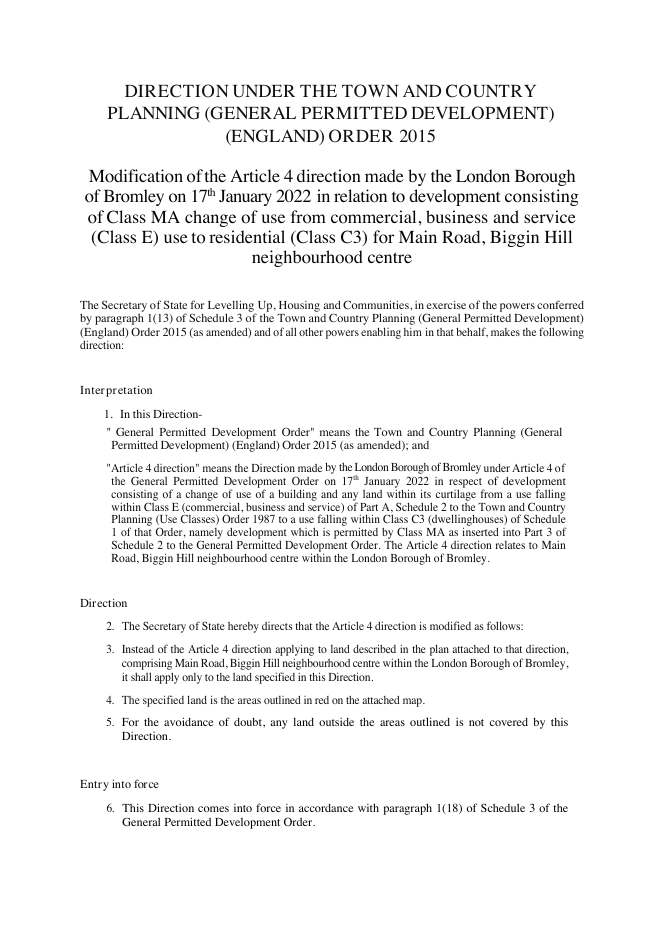 DIRECTION UNDER THE TOWN AND COUNTRY
PLANNING (GENERAL PERMITTED DEVELOPMENT)
(ENGLAND) ORDER 2015
Modification of the Article 4 direction made by the London Borough
of Bromley on 17th January 2022 in relation to development consisting
of Class MA change of use from commercial, business and service
(Class E) use to residential (Class C3) for Main Road, Biggin Hill
neighbourhood centre
The Secretary of State for Levelling Up, Housing and Communities, in exercise of the powers conferred
by paragraph 1(13) of Schedule 3 of the Town and Country Planning (General Permitted Development)
(England) Order 2015 (as amended) and of all other powers enabling him in that behalf, makes the following
direction:
Interpretation
1. In this Direction-
" General Permitted Development Order" means the Town and Country Planning (General
Permitted Development) (England) Order 2015 (as amended); and
"Article 4 direction" means the Direction made by the London Borough of Bromley under Article 4 of
the General Permitted Development Order on 17th January 2022 in respect of development
consisting of a change of use of a building and any land within its curtilage from a use falling
within Class E (commercial, business and service) of Part A, Schedule 2 to the Town and Country
Planning (Use Classes) Order 1987 to a use falling within Class C3 (dwellinghouses) of Schedule
1 of that Order, namely development which is permitted by Class MA as inserted into Part 3 of
Schedule 2 to the General Permitted Development Order. The Article 4 direction relates to Main
Road, Biggin Hill neighbourhood centre within the London Borough of Bromley.
Direction
2. The Secretary of State hereby directs that the Article 4 direction is modified as follows:
3. Instead of the Article 4 direction applying to land described in the plan attached to that direction,
comprising Main Road, Biggin Hill neighbourhood centre within the London Borough of Bromley,
it shall apply only to the land specified in this Direction.
4. The specified land is the areas outlined in red on the attached map.
5. For the avoidance of doubt, any land outside the areas outlined is not covered by this
Direction.
Entry into force
6. This Direction comes into force in accordance with paragraph 1(18) of Schedule 3 of the
General Permitted Development Order.